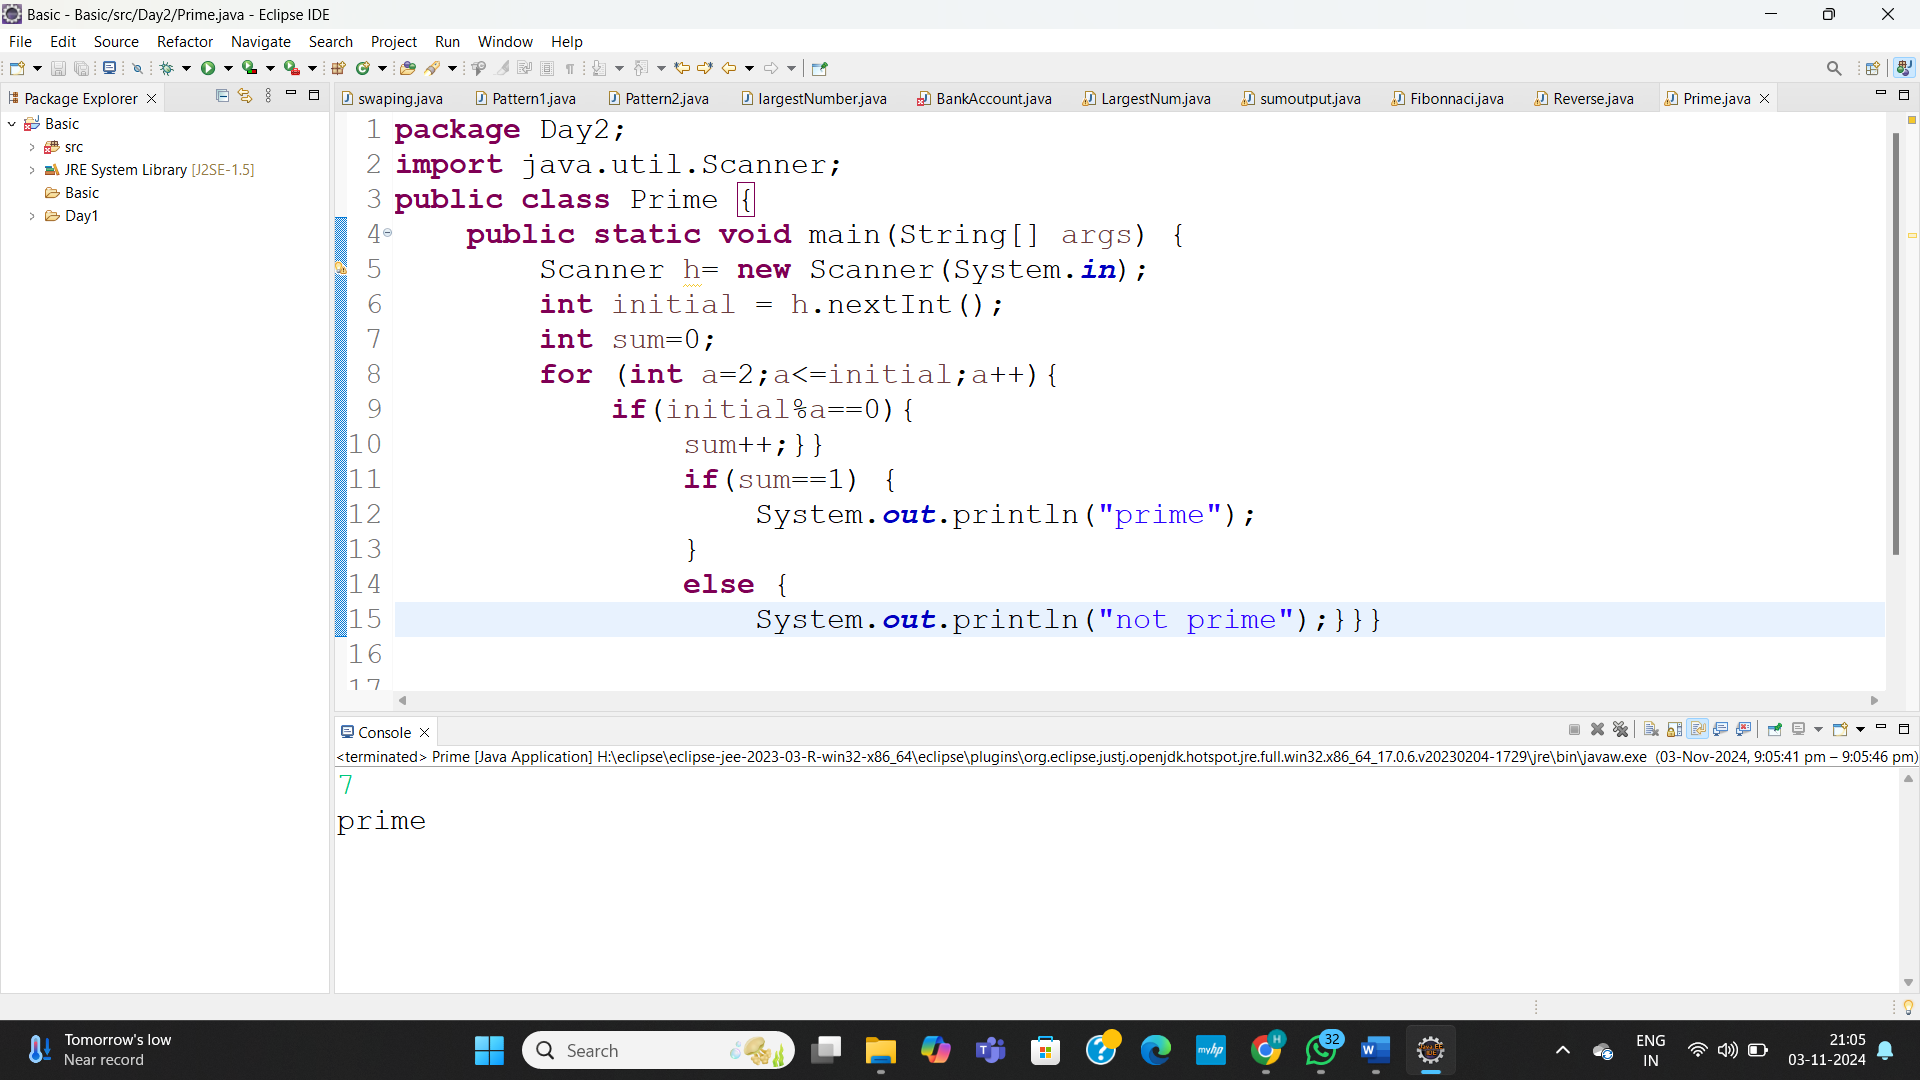 Basic - Basic/src/Day2/Prime.java - Eclipse IDE
File Edit Source Refactor Navigate Search Project Run Window Help
Package Explorer
swaping.java Pattern1.java Pattern2.java largestNumber.java BankAccount.java LargestNum.java sumoutput.java Fibonnaci.java Reverse.java Prime.java
Basic
src
JRE System Library [J2SE-1.5]
Basic
Day1
1 package Day2;
2 import java.util.Scanner;
3 public class Prime {
4 public static void main(String[] args) {
5 Scanner h= new Scanner(System.in);
6 int initial = h.nextInt();
7 int sum=0;
8 for (int a=2;a<=initial;a++){
9 if(initial%a==0){
10 sum++;}}
11 if(sum==1) {
12 System.out.println("prime");
13 }
14 else {
15 System.out.println("not prime");}}}
16
17
Console
<terminated> Prime [Java Application] H:\eclipse\eclipse-jee-2023-03-R-win32-x86_64\eclipse\plugins\org.eclipse.justj.openjdk.hotspot.jre.full.win32.x86_64_17.0.6.v20230204-1729\jre\bin\javaw.exe (03-Nov-2024, 9:05:41 pm – 9:05:46 pm)
7
prime
Tomorrow's low
Near record
Search
myhp
32
ENG
IN
21:05
03-11-2024